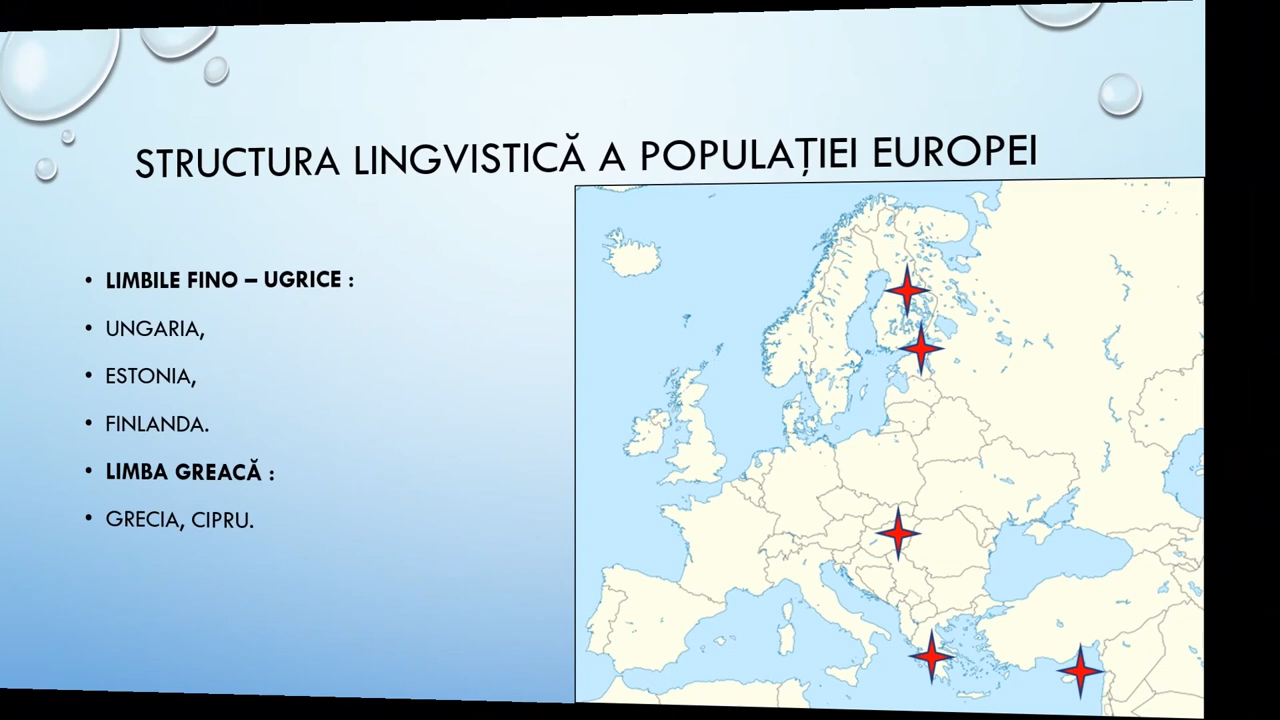 STRUCTURA LINGVISTICĂ A POPULAȚIEI EUROPEI
• LIMBILE FINO – UGRICE :
• UNGARIA,
• ESTONIA,
• FINLANDA.
• LIMBA GREACĂ :
• GRECIA, CIPRU.